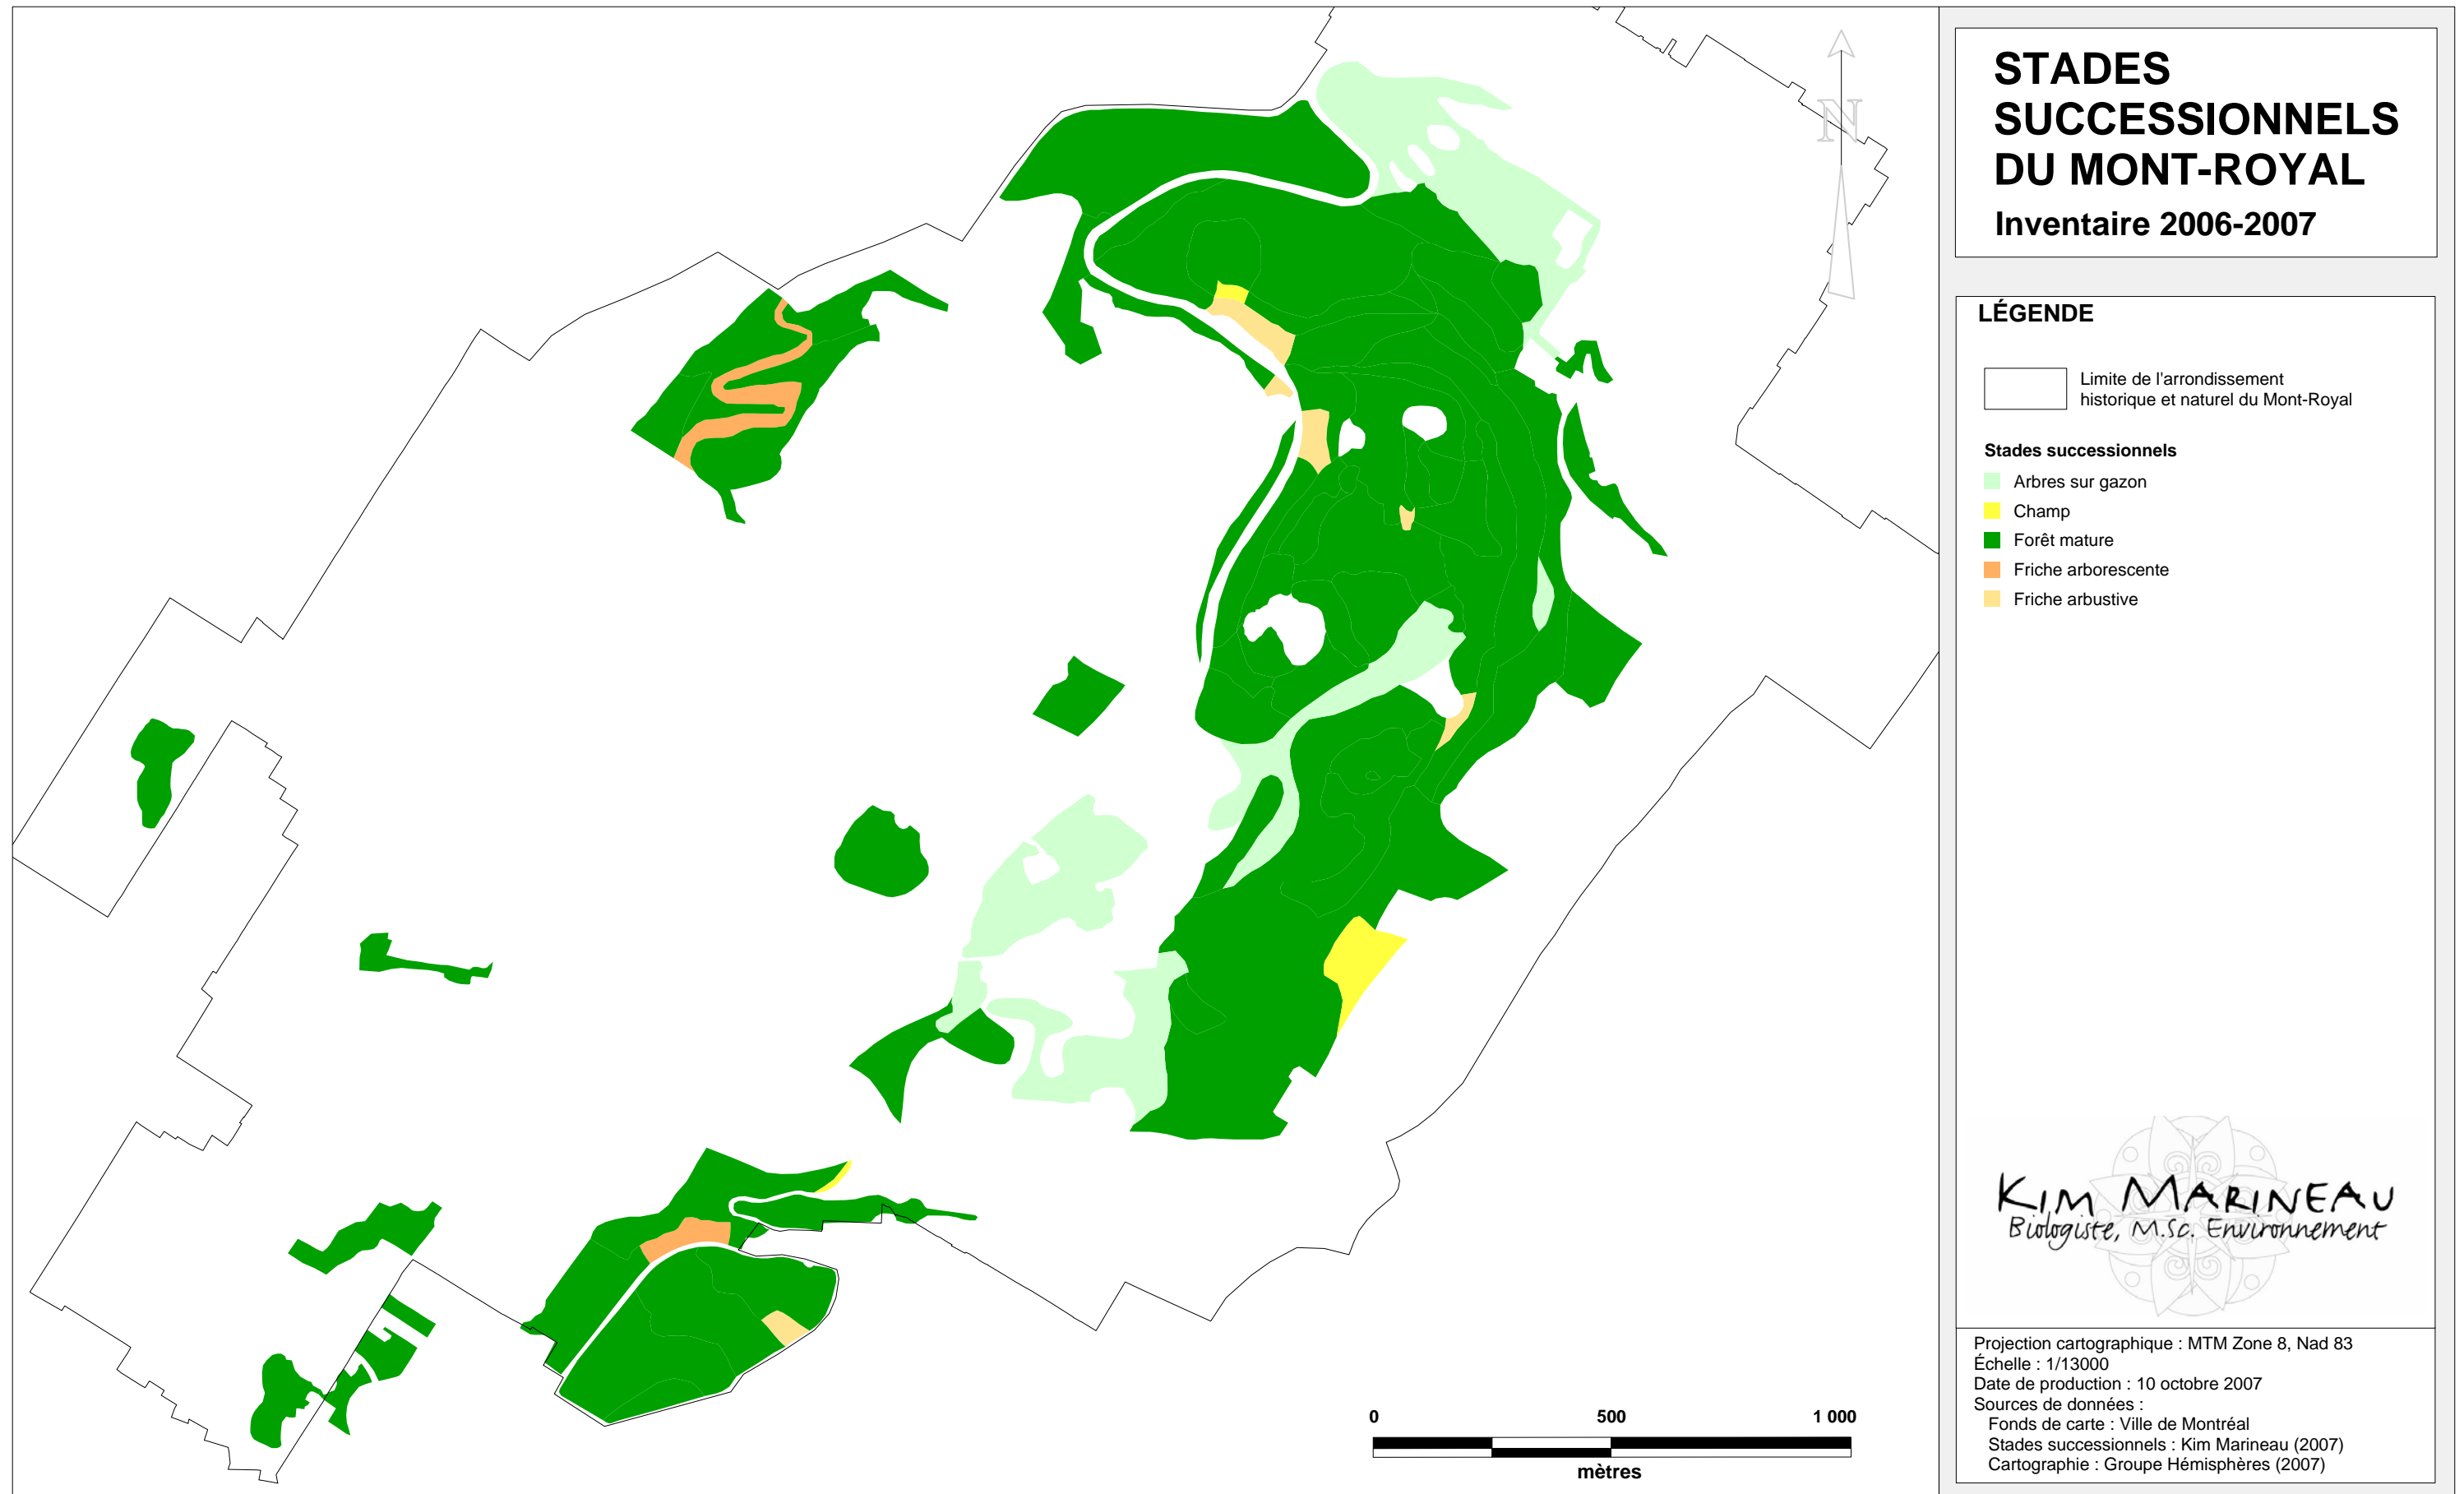 STADES
SUCCESSIONNELS
DU MONT-ROYAL
Inventaire 2006-2007
N
LÉGENDE
Limite de l'arrondissement
historique et naturel du Mont-Royal
Stades successionnels
Arbres sur gazon
Champ
Forêt mature
Friche arborescente
Friche arbustive
KIM MARINEAU
Biologiste, M.Sc. Environnement
Projection cartographique : MTM Zone 8, Nad 83
Échelle : 1/13000
Date de production : 10 octobre 2007
Sources de données :
Fonds de carte : Ville de Montréal
Stades successionnels : Kim Marineau (2007)
Cartographie : Groupe Hémisphères (2007)
0 500 1 000
mètres